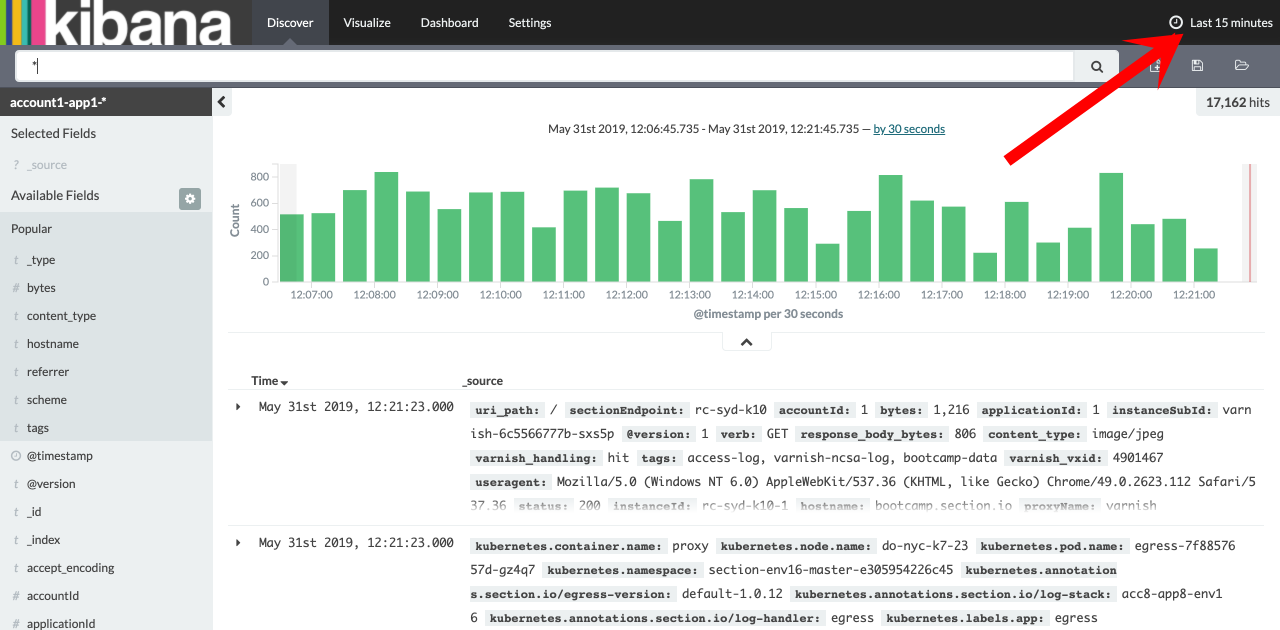 kibana Discover Visualize Dashboard Settings Last 15 minutes
*
account1-app1-*
17,162 hits
Selected Fields
May 31st 2019, 12:06:45.735 - May 31st 2019, 12:21:45.735 — by 30 seconds
? _source
Available Fields
Popular
t _type
# bytes
t content_type
t hostname
t referrer
t scheme
t tags
@timestamp
t @version
t _id
t _index
t accept_encoding
# accountId
# applicationId
Count
800
600
400
200
0
12:07:00 12:08:00 12:09:00 12:10:00 12:11:00 12:12:00 12:13:00 12:14:00 12:15:00 12:16:00 12:17:00 12:18:00 12:19:00 12:20:00 12:21:00
@timestamp per 30 seconds
Time _source
May 31st 2019, 12:21:23.000 uri_path: / sectionEndpoint: rc-syd-k10 accountId: 1 bytes: 1,216 applicationId: 1 instanceSubId: varn
ish-6c5566777b-sxs5p @version: 1 verb: GET response_body_bytes: 806 content_type: image/jpeg
varnish_handling: hit tags: access-log, varnish-ncsa-log, bootcamp-data varnish_vxid: 4901467
useragent: Mozilla/5.0 (Windows NT 6.0) AppleWebKit/537.36 (KHTML, like Gecko) Chrome/49.0.2623.112 Safari/5
37.36 status: 200 instanceId: rc-syd-k10-1 hostname: bootcamp.section.io proxyName: varnish
May 31st 2019, 12:21:23.000 kubernetes.container.name: proxy kubernetes.node.name: do-nyc-k7-23 kubernetes.pod.name: egress-7f88576
57d-gz4q7 kubernetes.namespace: section-env16-master-e305954226c45 kubernetes.annotation
s.section.io/egress-version: default-1.0.12 kubernetes.annotations.section.io/log-stack: acc8-app8-env1
6 kubernetes.annotations.section.io/log-handler: egress kubernetes.labels.app: egress